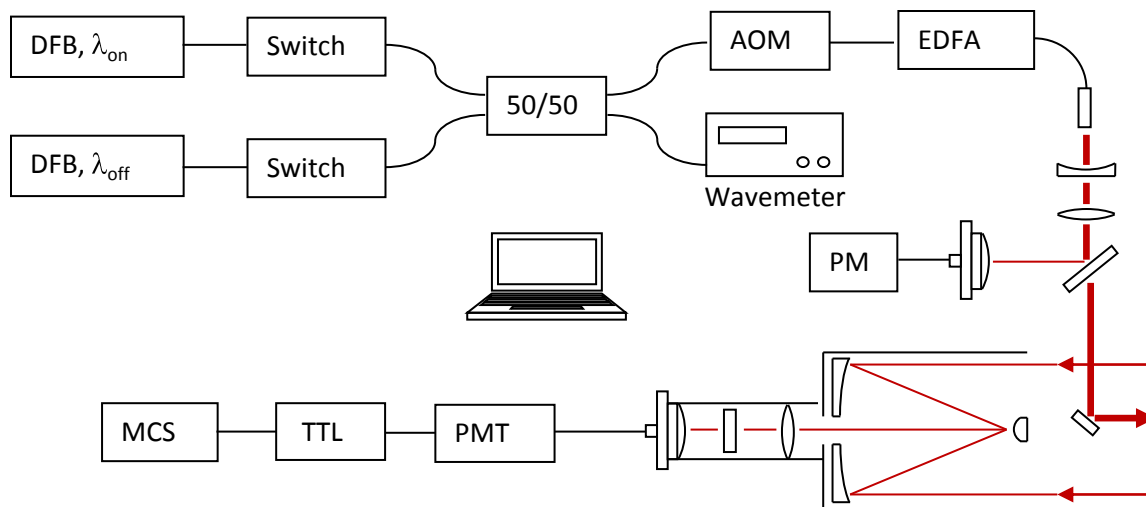 DFB, λon
Switch
AOM
EDFA
50/50
DFB, λoff
Switch
Wavemeter
PM
MCS
TTL
PMT